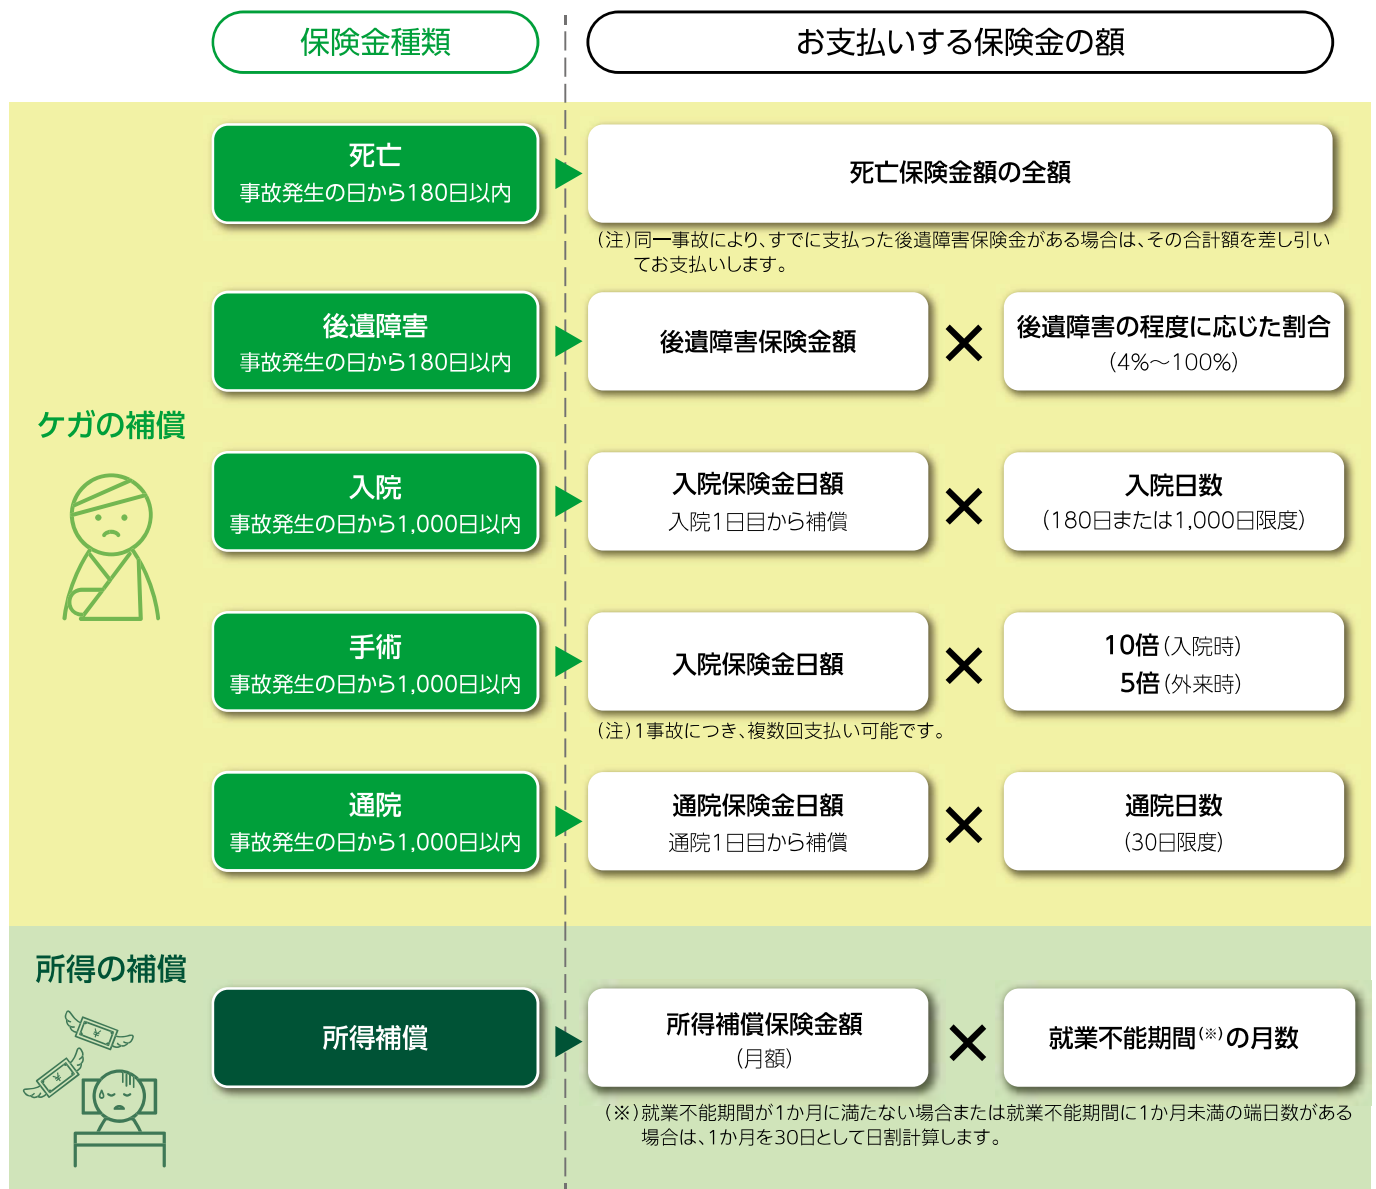 保険金種類
お支払いする保険金の額
ケガの補償
死亡
事故発生の日から180日以内
死亡保険金額の全額
(注)同一事故により、すでに支払った後遺障害保険金がある場合は、その合計額を差し引い
てお支払いします。
後遺障害
事故発生の日から180日以内
後遺障害保険金額
×
後遺障害の程度に応じた割合
(4%〜100%)
入院
事故発生の日から1,000日以内
入院保険金日額
入院1日目から補償
×
入院日数
(180日または1,000日限度)
手術
事故発生の日から1,000日以内
入院保険金日額
×
10倍(入院時)
5倍(外来時)
(注)1事故につき、複数回支払い可能です。
通院
事故発生の日から1,000日以内
通院保険金日額
通院1日目から補償
×
通院日数
(30日限度)
所得の補償
¥
¥
所得補償
所得補償保険金額
(月額)
×
就業不能期間(※)の月数
(※)就業不能期間が1か月に満たない場合または就業不能期間に1か月未満の端日数がある
場合は、1か月を30日として日割計算します。